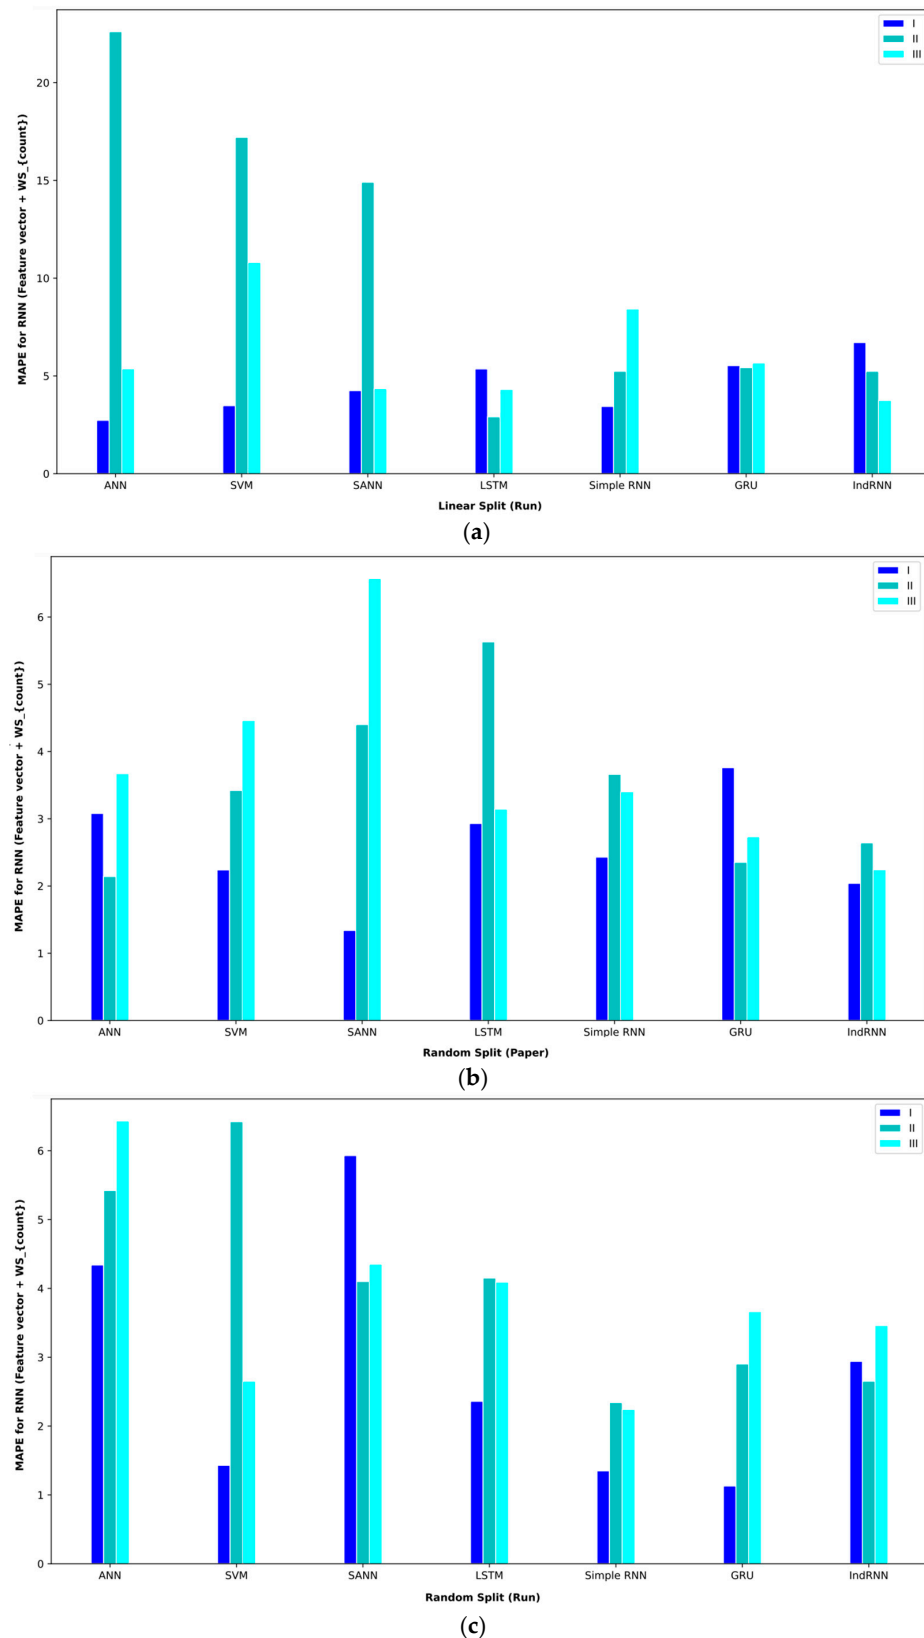 I
II
III
MAPE for RNN (Feature vector + WS_{count})
20
15
10
5
0
ANN SVM SANN LSTM Simple RNN GRU IndRNN
Linear Split (Run)
(a)
I
II
III
MAPE for RNN (Feature vector + WS_{count})
6
5
4
3
2
1
0
ANN SVM SANN LSTM Simple RNN GRU IndRNN
Random Split (Paper)
(b)
I
II
III
MAPE for RNN (Feature vector + WS_{count})
6
5
4
3
2
1
0
ANN SVM SANN LSTM Simple RNN GRU IndRNN
Random Split (Run)
(c)